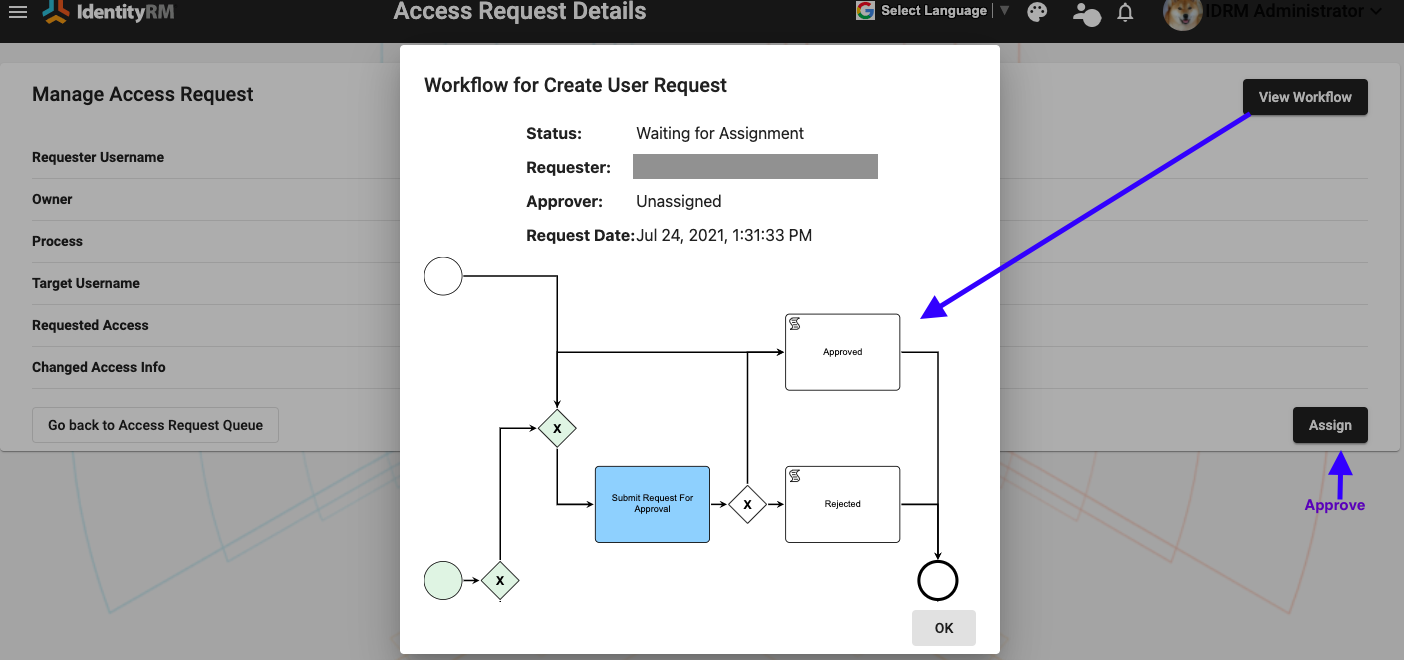 IdentityRM
Access Request Details
Select Language
IDRM Administrator
Manage Access Request
View Workflow
Requester Username
Owner
Process
Target Username
Requested Access
Changed Access Info
Go back to Access Request Queue
Assign
Approve
Workflow for Create User Request
Status: Waiting for Assignment
Requester:
Approver: Unassigned
Request Date: Jul 24, 2021, 1:31:33 PM
Approved
X
Submit Request For
Approval
X
Rejected
X
OK